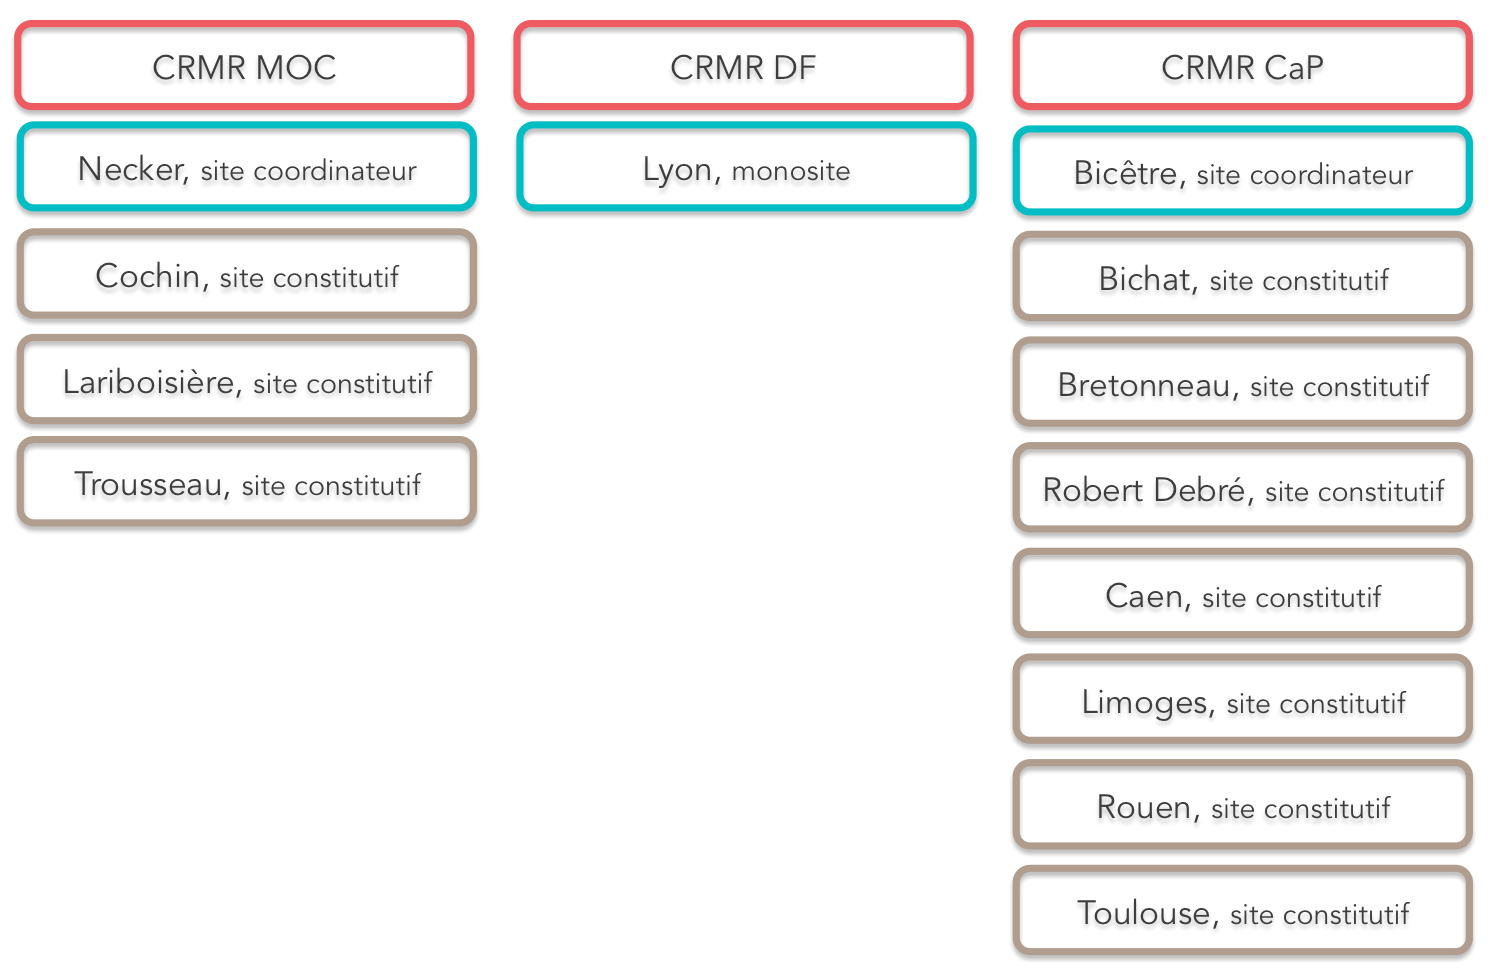 CRMR MOC
Necker, site coordinateur
Cochin, site constitutif
Lariboisière, site constitutif
Trousseau, site constitutif
CRMR DF
Lyon, monosite
CRMR CaP
Bicêtre, site coordinateur
Bichat, site constitutif
Bretonneau, site constitutif
Robert Debré, site constitutif
Caen, site constitutif
Limoges, site constitutif
Rouen, site constitutif
Toulouse, site constitutif